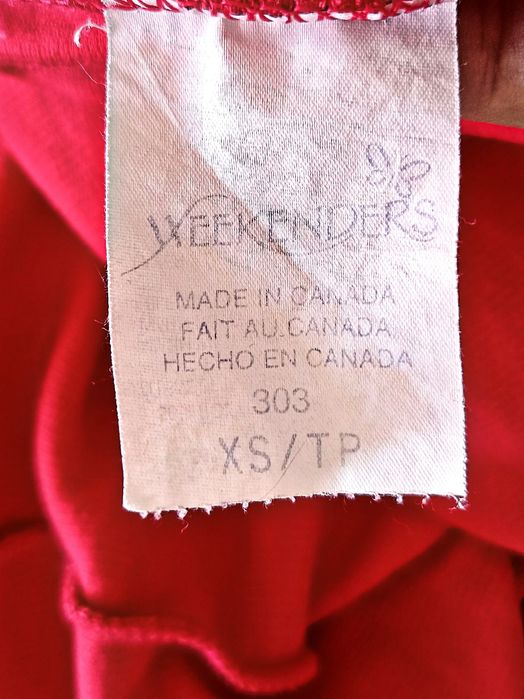 WEEKENDERS
MADE IN CANADA
FAIT AU CANADA
HECHO EN CANADA
303
XS/TP